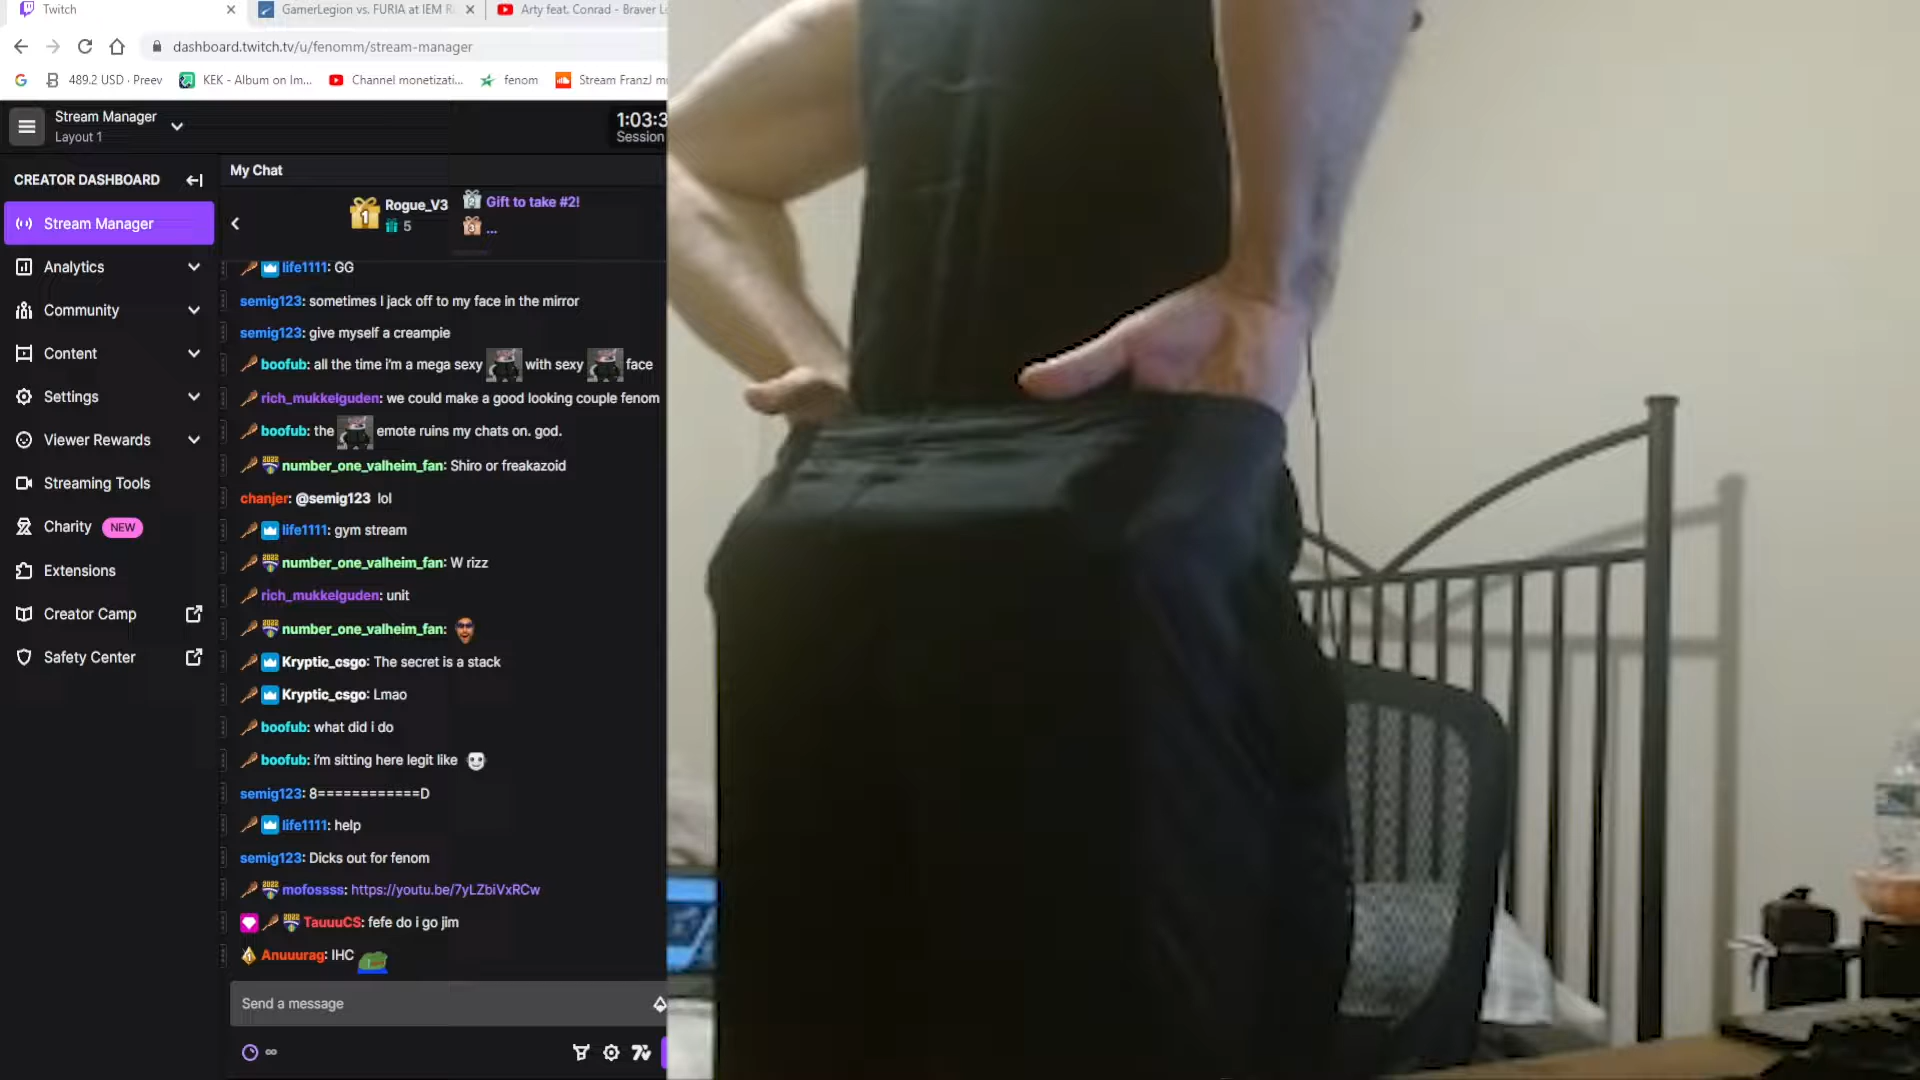 Twitch
GamerLegion vs. FURIA at IEM R
Arty feat. Conrad - Braver L
dashboard.twitch.tv/u/fenomm/stream-manager
489.2 USD · Preev
KEK - Album on Im...
Channel monetizati...
fenom
Stream FranzJ m
Stream Manager
Layout 1
1:03:3
Session
CREATOR DASHBOARD
Stream Manager
Analytics
Community
Content
Settings
Viewer Rewards
Streaming Tools
Charity NEW
Extensions
Creator Camp
Safety Center
My Chat
1 Rogue_V3
5
2 Gift to take #2!
3 ...
life1111: GG
semig123: sometimes I jack off to my face in the mirror
semig123: give myself a creampie
boofub: all the time i'm a mega sexy with sexy face
rich_mukkelguden: we could make a good looking couple fenom
boofub: the emote ruins my chats on. god.
number_one_valheim_fan: Shiro or freakazoid
chanjer: @semig123 lol
life1111: gym stream
number_one_valheim_fan: W rizz
rich_mukkelguden: unit
number_one_valheim_fan:
Kryptic_csgo: The secret is a stack
Kryptic_csgo: Lmao
boofub: what did i do
boofub: i'm sitting here legit like
semig123: 8============D
life1111: help
semig123: Dicks out for fenom
mofossss: https://youtu.be/7yLZbiVxRCw
TauuuCS: fefe do i go jim
Anuuurag: IHC
Send a message
∞